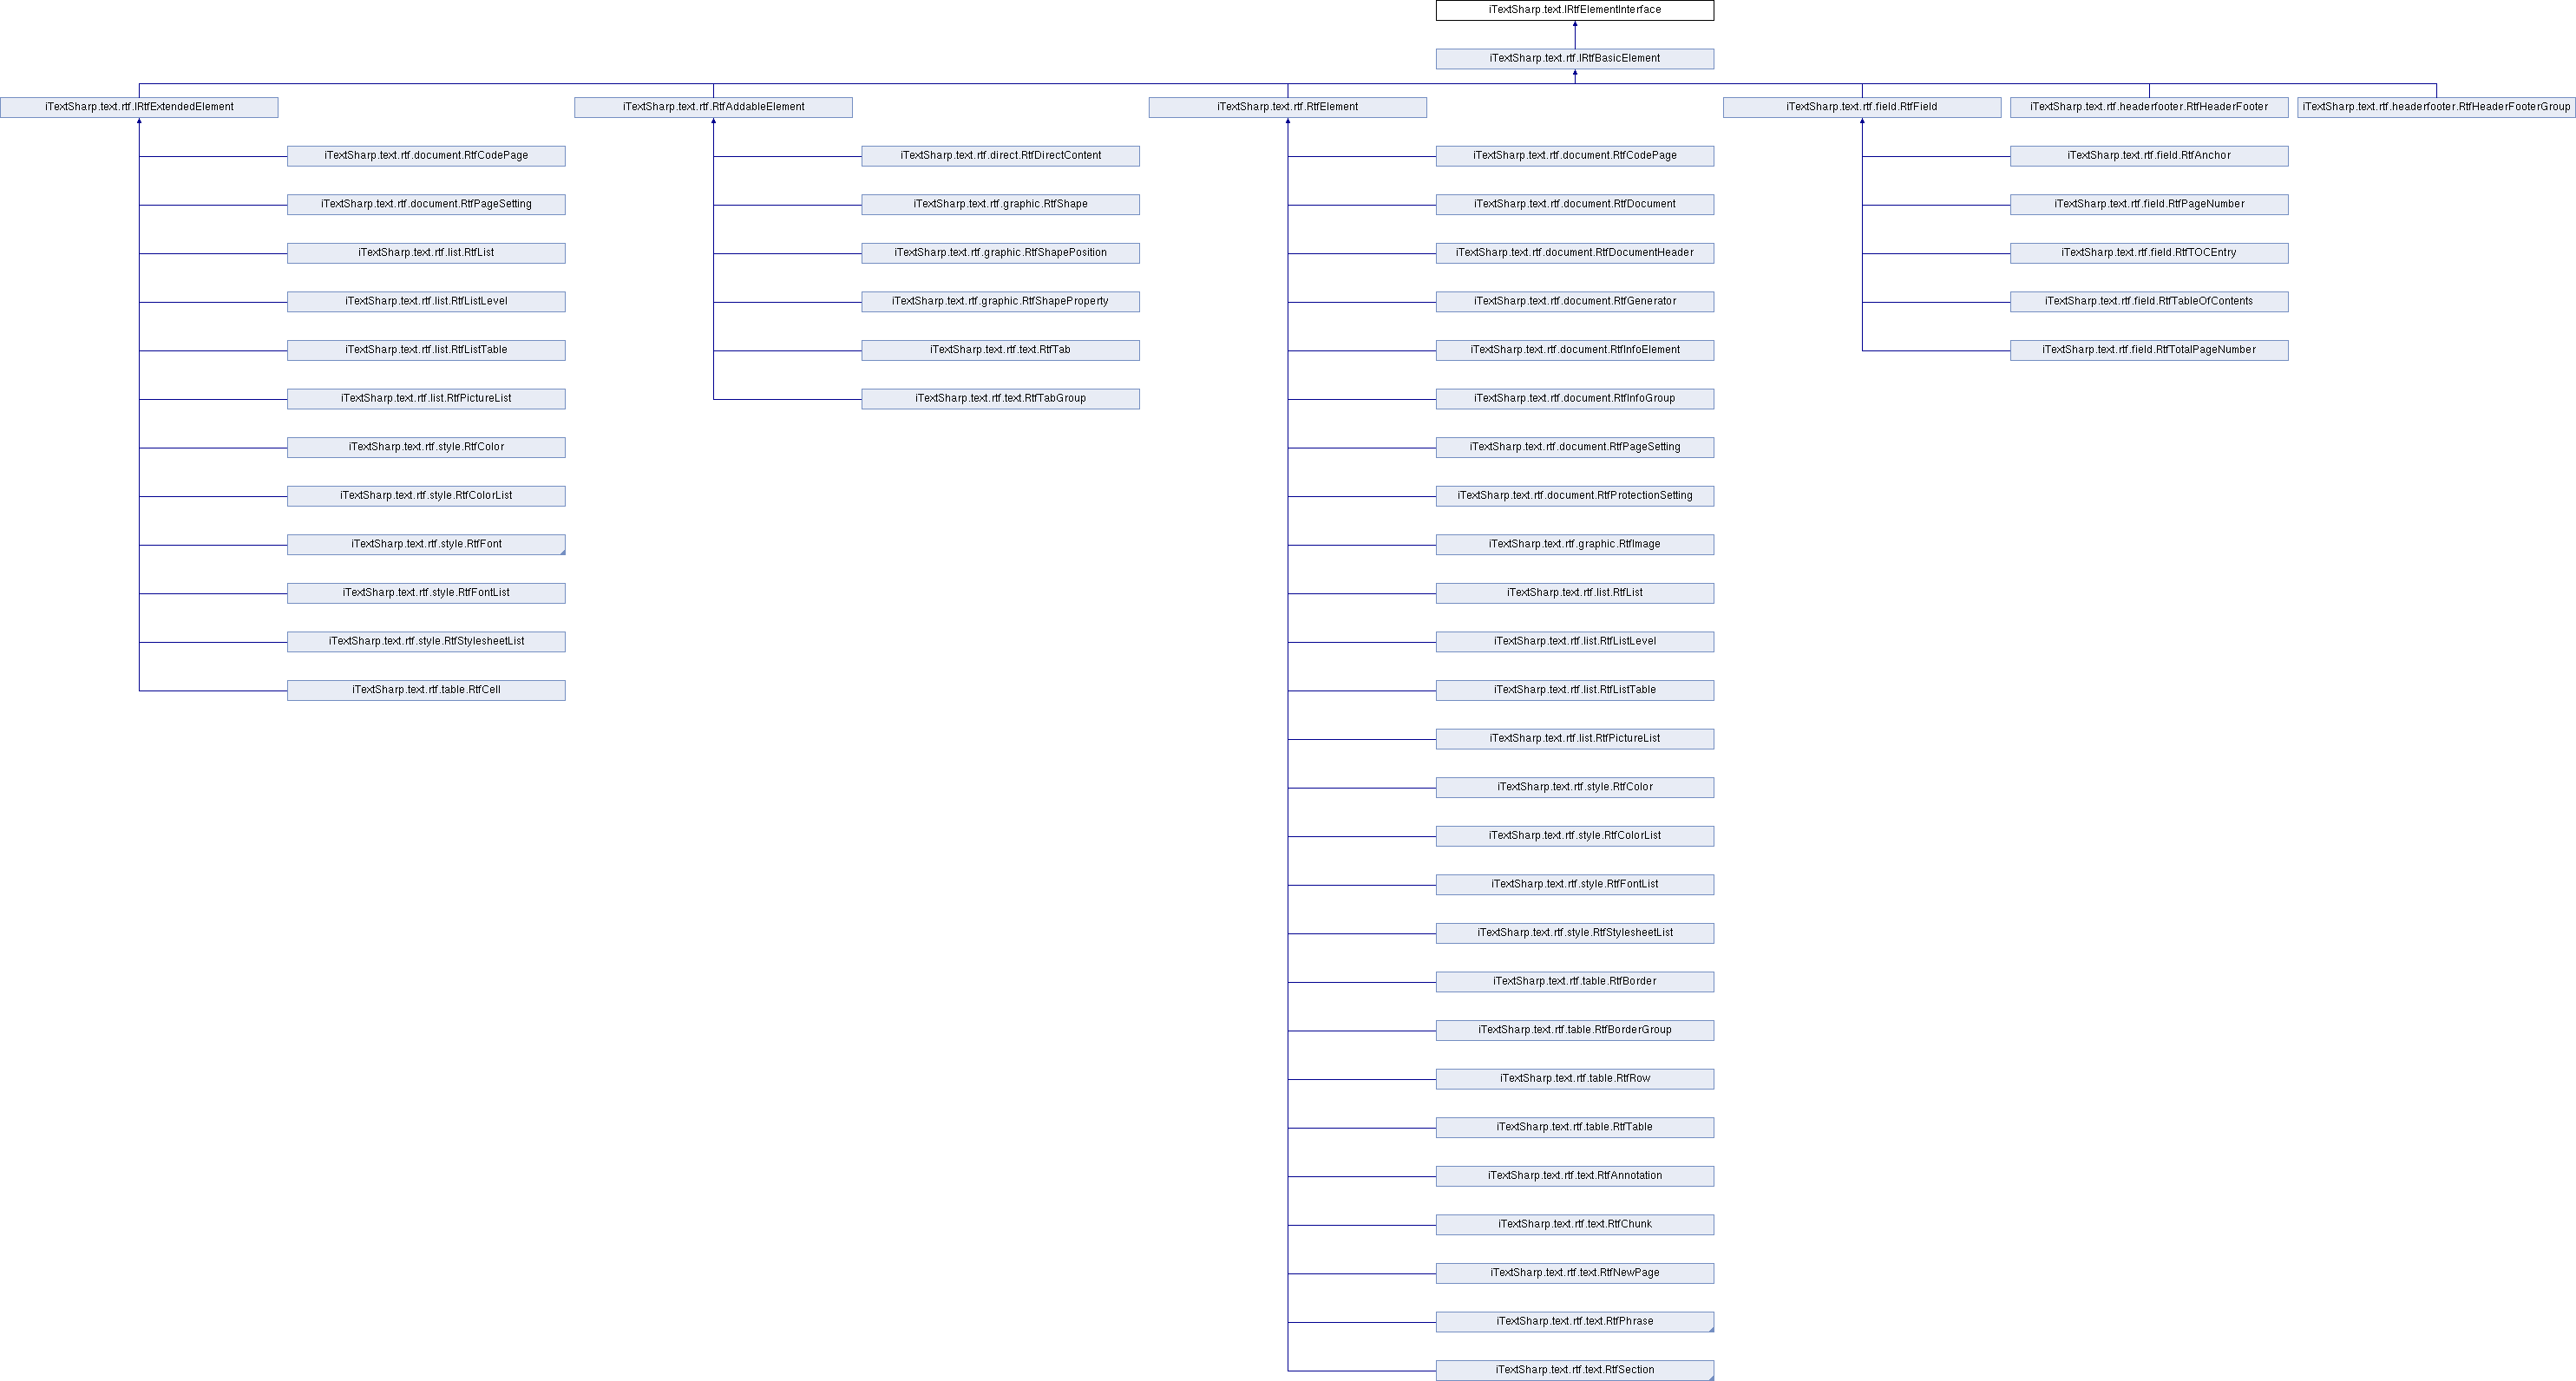 iTextSharp.text.IRtfElementInterface
iTextSharp.text.rtf.IRtfBasicElement
iTextSharp.text.rtf.IRtfExtendedElement
iTextSharp.text.rtf.RtfAddableElement
iTextSharp.text.rtf.RtfElement
iTextSharp.text.rtf.field.RtfField
iTextSharp.text.rtf.headerfooter.RtfHeaderFooter
iTextSharp.text.rtf.headerfooter.RtfHeaderFooterGroup
iTextSharp.text.rtf.document.RtfCodePage
iTextSharp.text.rtf.document.RtfPageSetting
iTextSharp.text.rtf.list.RtfList
iTextSharp.text.rtf.list.RtfListLevel
iTextSharp.text.rtf.list.RtfListTable
iTextSharp.text.rtf.list.RtfPictureList
iTextSharp.text.rtf.style.RtfColor
iTextSharp.text.rtf.style.RtfColorList
iTextSharp.text.rtf.style.RtfFont
iTextSharp.text.rtf.style.RtfFontList
iTextSharp.text.rtf.style.RtfStylesheetList
iTextSharp.text.rtf.table.RtfCell
iTextSharp.text.rtf.direct.RtfDirectContent
iTextSharp.text.rtf.graphic.RtfShape
iTextSharp.text.rtf.graphic.RtfShapePosition
iTextSharp.text.rtf.graphic.RtfShapeProperty
iTextSharp.text.rtf.text.RtfTab
iTextSharp.text.rtf.text.RtfTabGroup
iTextSharp.text.rtf.document.RtfCodePage
iTextSharp.text.rtf.document.RtfDocument
iTextSharp.text.rtf.document.RtfDocumentHeader
iTextSharp.text.rtf.document.RtfGenerator
iTextSharp.text.rtf.document.RtfInfoElement
iTextSharp.text.rtf.document.RtfInfoGroup
iTextSharp.text.rtf.document.RtfPageSetting
iTextSharp.text.rtf.document.RtfProtectionSetting
iTextSharp.text.rtf.graphic.RtfImage
iTextSharp.text.rtf.list.RtfList
iTextSharp.text.rtf.list.RtfListLevel
iTextSharp.text.rtf.list.RtfListTable
iTextSharp.text.rtf.list.RtfPictureList
iTextSharp.text.rtf.style.RtfColor
iTextSharp.text.rtf.style.RtfColorList
iTextSharp.text.rtf.style.RtfFontList
iTextSharp.text.rtf.style.RtfStylesheetList
iTextSharp.text.rtf.table.RtfBorder
iTextSharp.text.rtf.table.RtfBorderGroup
iTextSharp.text.rtf.table.RtfRow
iTextSharp.text.rtf.table.RtfTable
iTextSharp.text.rtf.text.RtfAnnotation
iTextSharp.text.rtf.text.RtfChunk
iTextSharp.text.rtf.text.RtfNewPage
iTextSharp.text.rtf.text.RtfPhrase
iTextSharp.text.rtf.text.RtfSection
iTextSharp.text.rtf.field.RtfAnchor
iTextSharp.text.rtf.field.RtfPageNumber
iTextSharp.text.rtf.field.RtfTOCEntry
iTextSharp.text.rtf.field.RtfTableOfContents
iTextSharp.text.rtf.field.RtfTotalPageNumber